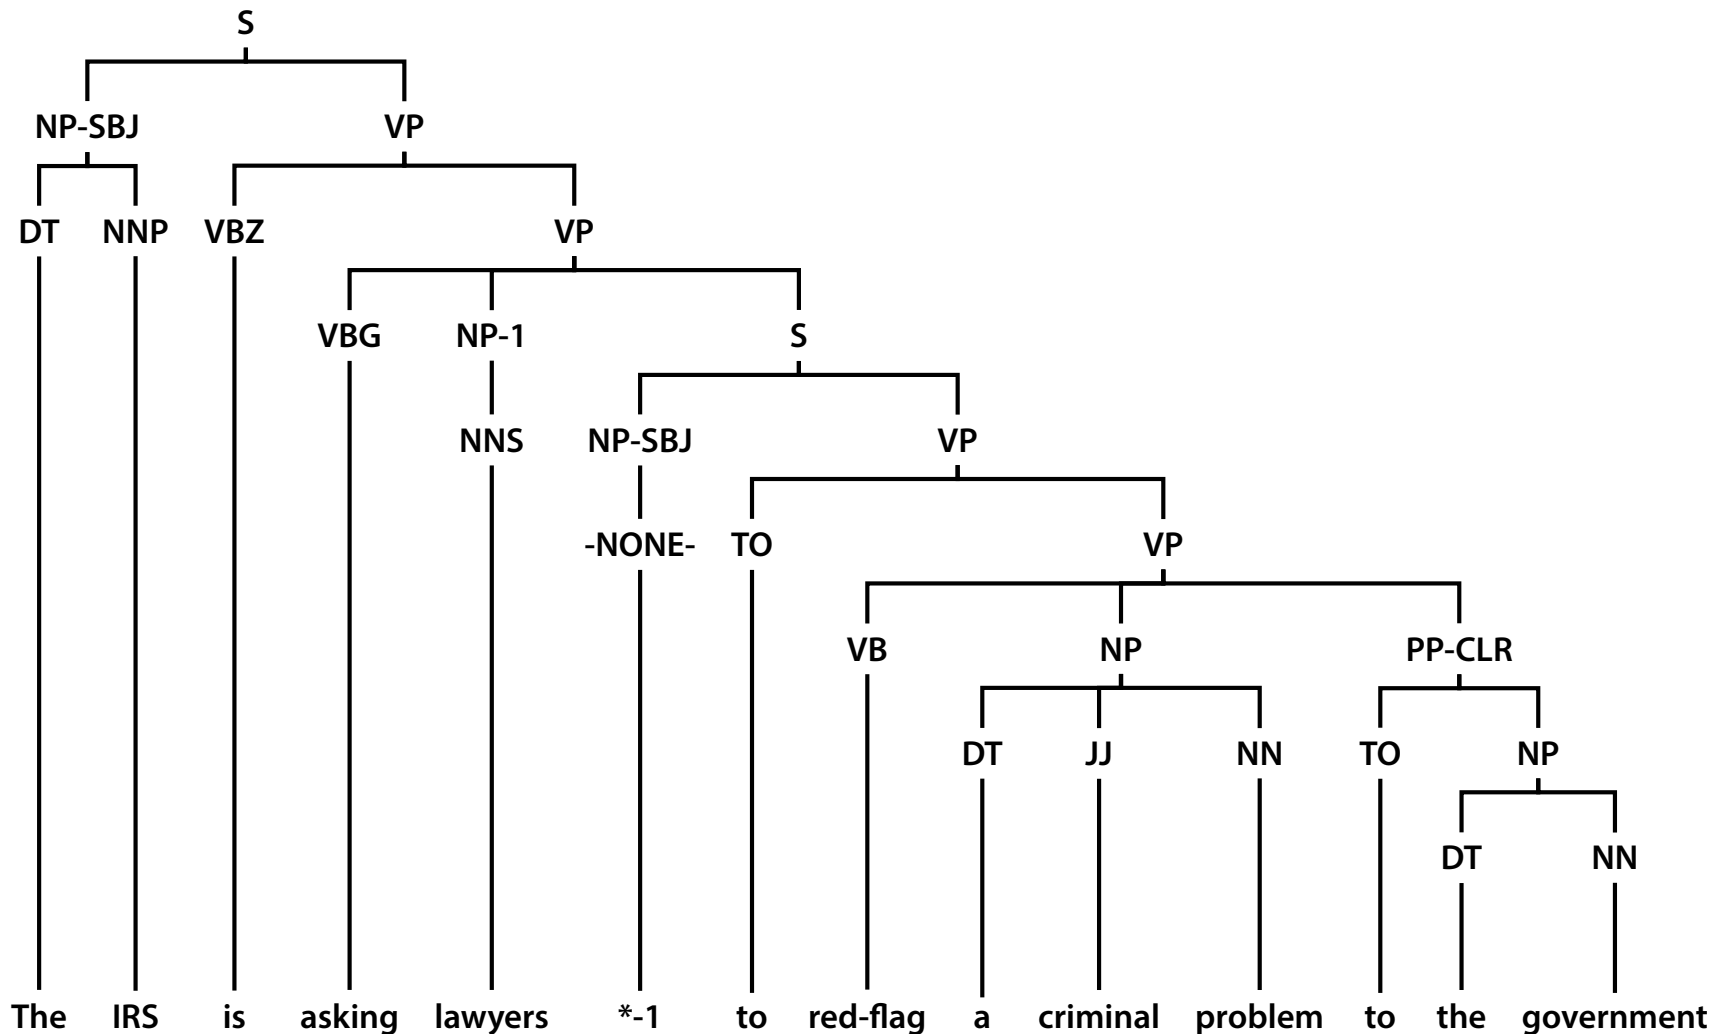 S
NP-SBJ VP
DT NNP VBZ VP
VBG NP-1 S
NNS NP-SBJ VP
-NONE- TO VP
VB NP PP-CLR
DT JJ NN TO NP
DT NN
The IRS is asking lawyers *-1 to red-flag a criminal problem to the government